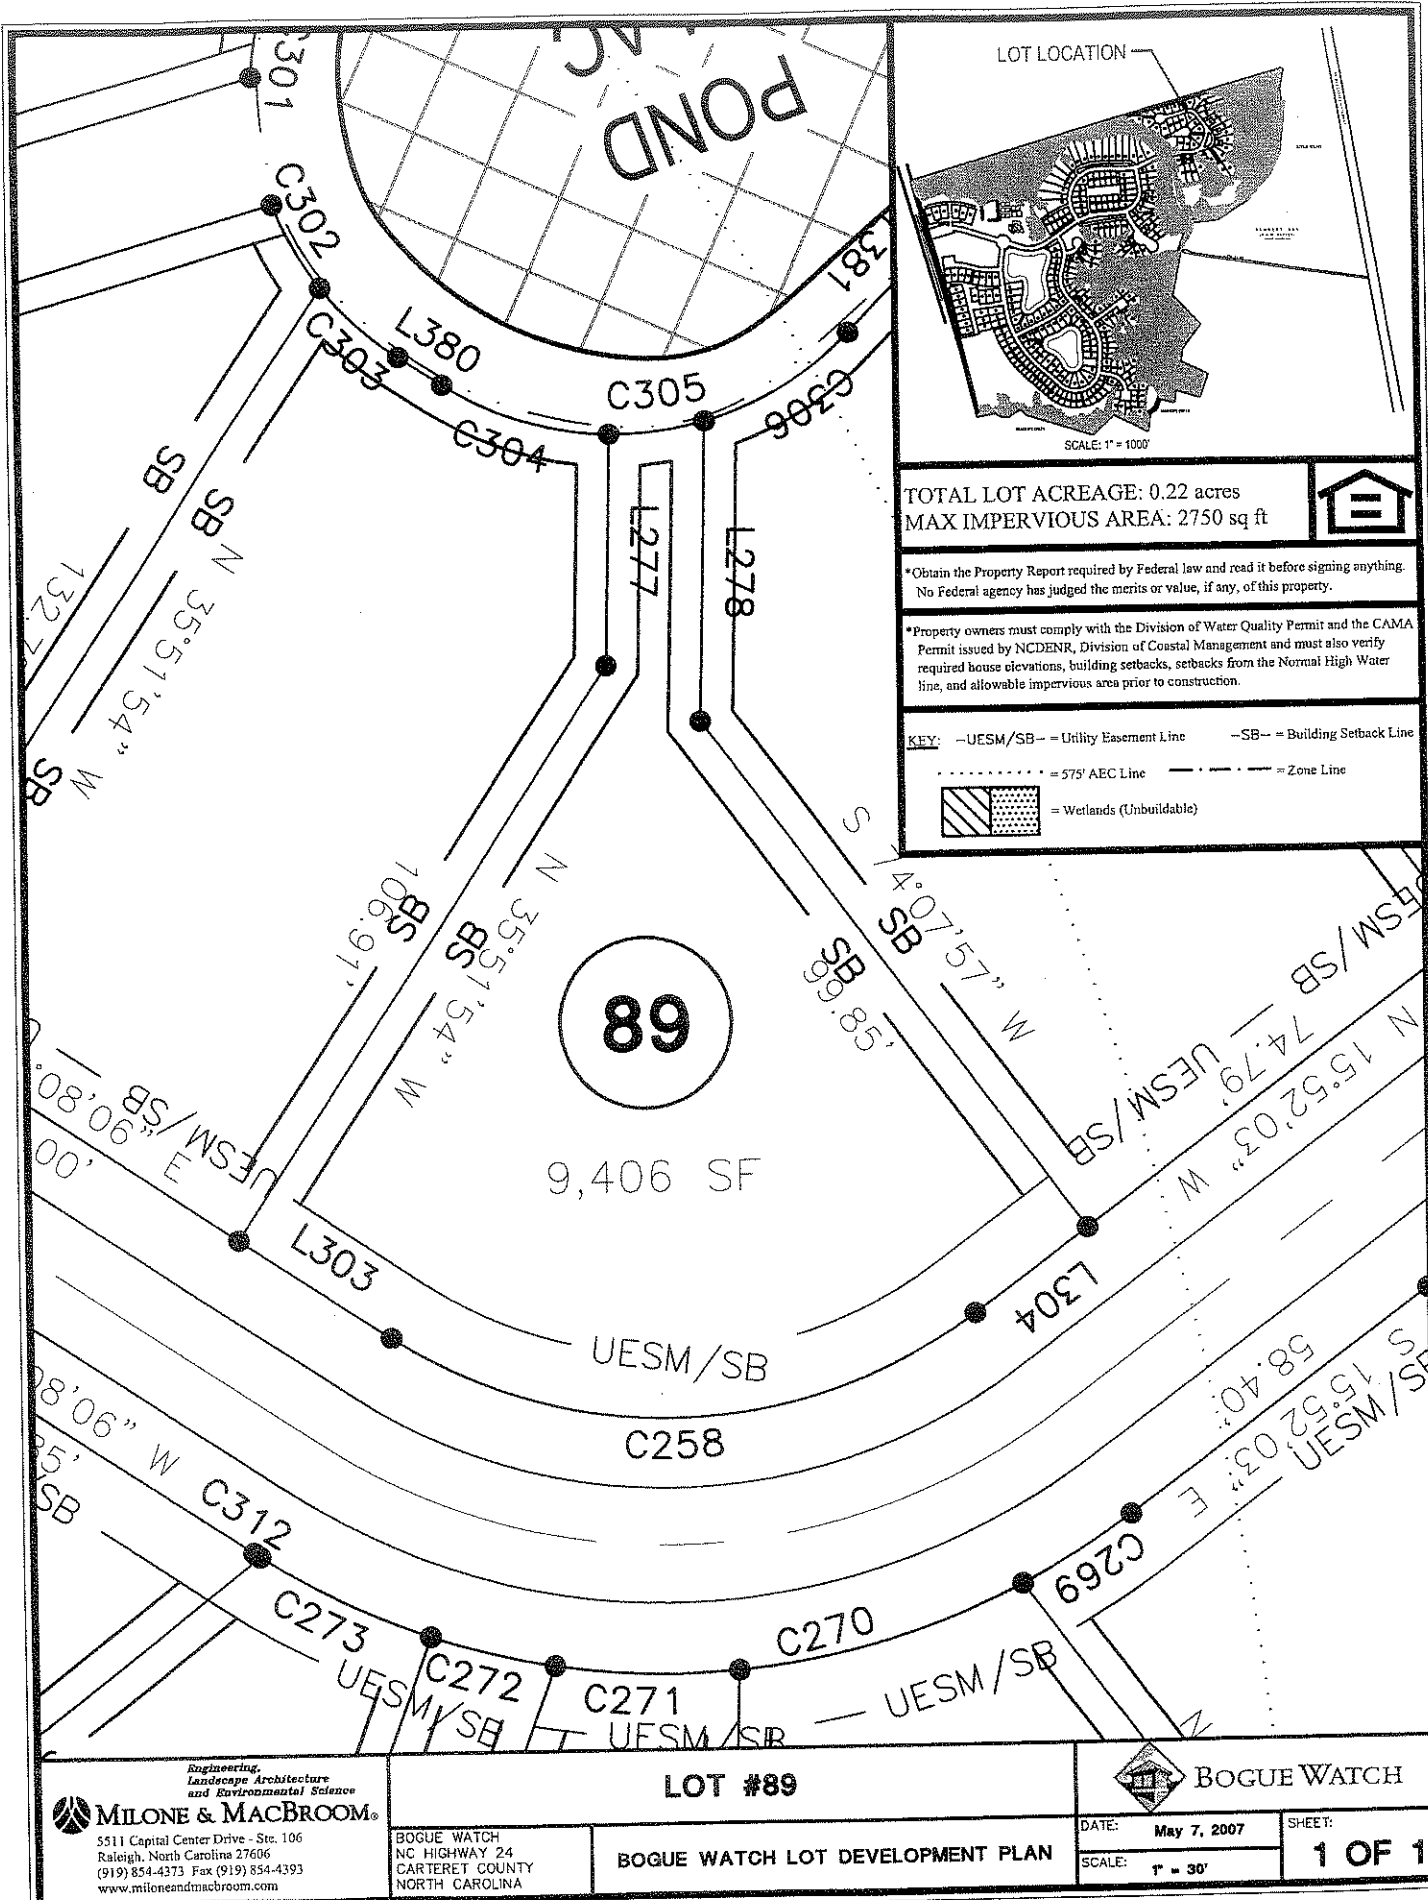 C301
AC
POND
C302
C303
L380
C304
C305
C306
381
L277
L278
SB
SB
SB
N 35°51'54" W
LOT LOCATION
SCALE: 1" = 1000'
TOTAL LOT ACREAGE: 0.22 acres
MAX IMPERVIOUS AREA: 2750 sq ft
*Obtain the Property Report required by Federal law and read it before signing anything.
No Federal agency has judged the merits or value, if any, of this property.
*Property owners must comply with the Division of Water Quality Permit and the CAMA
Permit issued by NCDENR, Division of Coastal Management and must also verify
required house elevations, building setbacks, setbacks from the Normal High Water
line, and allowable impervious area prior to construction.
KEY: --UESM/SB-- = Utility Easement Line --SB-- = Building Setback Line
= 575' AEC Line = Zone Line
= Wetlands (Unbuildable)
106.91'
SB
SB
N 35°51'54" W
S 74°07'57" W
SB
SB
99.85'
89
9,406 SF
UESM/SB
08'06" E
00'
UESM/SB
UESM/SB
UESM/SB
74.79'
N 15°52'03" W
L303
L304
UESM/SB
C258
58.40'
S 15°52'03" E
UESM/SB
08'06" W
35'
SB
C312
C273
C272
C271
C270
C269
UESM/SB
UESM/SB
UESM/SB
N
Engineering,
Landscape Architecture
and Environmental Science
MILONE & MACBROOM®
5511 Capital Center Drive - Ste. 106
Raleigh, North Carolina 27606
(919) 854-4373 Fax (919) 854-4393
www.miloneandmacbroom.com
LOT #89
BOGUE WATCH
NC HIGHWAY 24
CARTERET COUNTY
NORTH CAROLINA
BOGUE WATCH LOT DEVELOPMENT PLAN
BOGUE WATCH
DATE: May 7, 2007
SCALE: 1" = 30'
SHEET:
1 OF 1